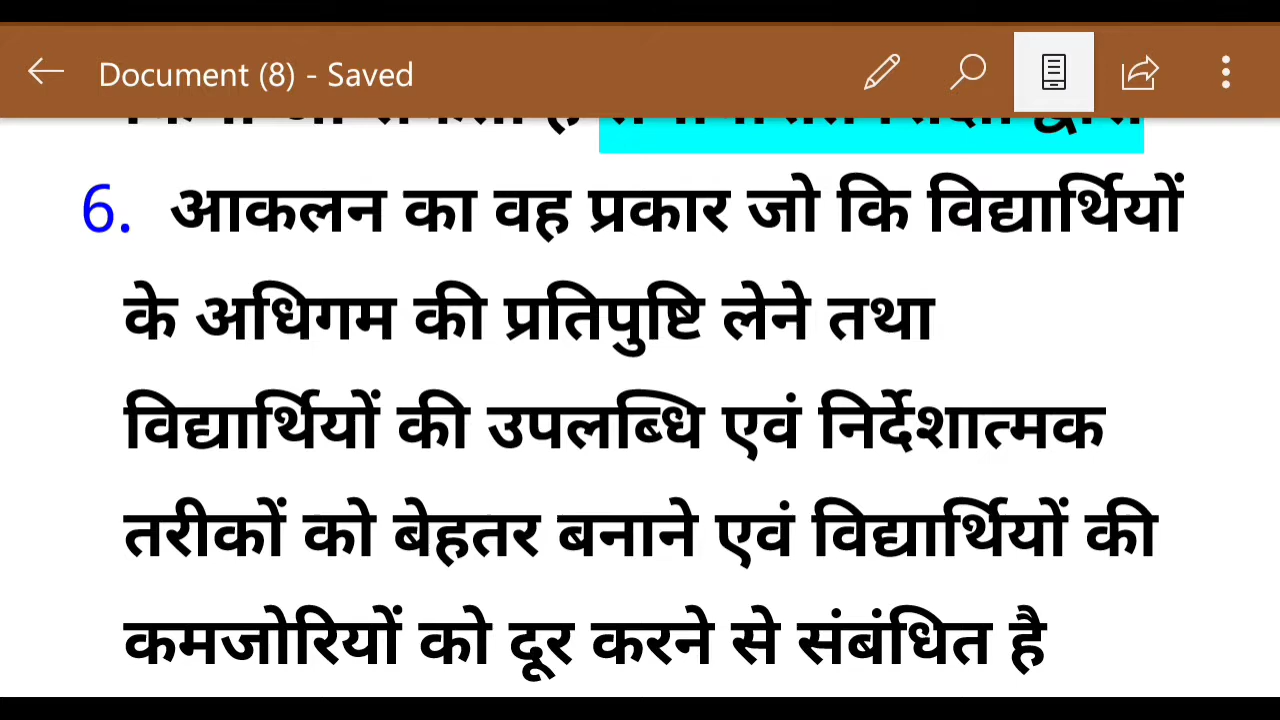 Document (8) - Saved
6. आकलन का वह प्रकार जो कि विद्यार्थियों
के अधिगम की प्रतिपुष्टि लेने तथा
विद्यार्थियों की उपलब्धि एवं निर्देशात्मक
तरीकों को बेहतर बनाने एवं विद्यार्थियों की
कमजोरियों को दूर करने से संबंधित है